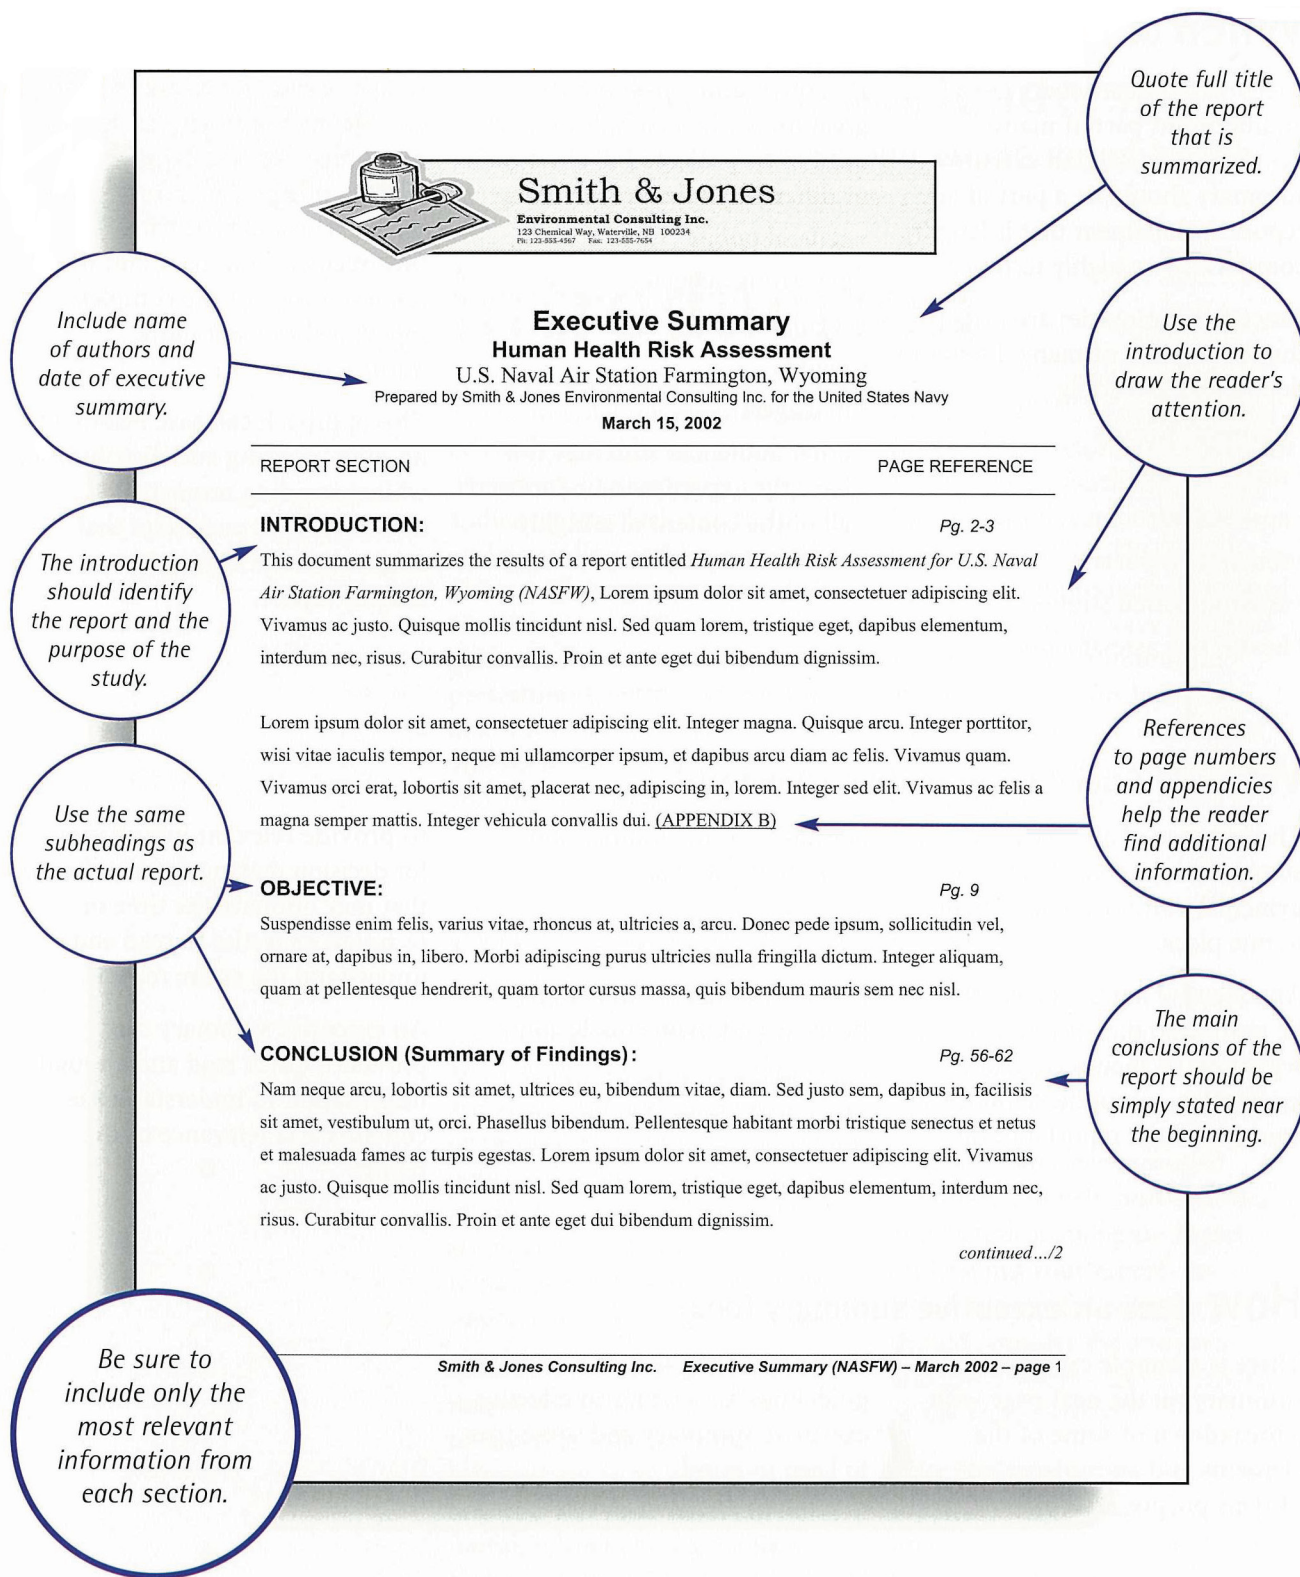 Quote full title
of the report
that is
summarized.
Smith & Jones
Environmental Consulting Inc.
123 Chemical Way, Waterville, NB 100234
Ph: 123-555-4567 Fax: 123-555-7654
Include name
of authors and
date of executive
summary.
Executive Summary
Human Health Risk Assessment
U.S. Naval Air Station Farmington, Wyoming
Prepared by Smith & Jones Environmental Consulting Inc. for the United States Navy
March 15, 2002
Use the
introduction to
draw the reader's
attention.
REPORT SECTION PAGE REFERENCE
The introduction
should identify
the report and the
purpose of the
study.
INTRODUCTION: Pg. 2-3
This document summarizes the results of a report entitled Human Health Risk Assessment for U.S. Naval
Air Station Farmington, Wyoming (NASFW), Lorem ipsum dolor sit amet, consectetuer adipiscing elit.
Vivamus ac justo. Quisque mollis tincidunt nisl. Sed quam lorem, tristique eget, dapibus elementum,
interdum nec, risus. Curabitur convallis. Proin et ante eget dui bibendum dignissim.
Lorem ipsum dolor sit amet, consectetuer adipiscing elit. Integer magna. Quisque arcu. Integer porttitor,
wisi vitae iaculis tempor, neque mi ullamcorper ipsum, et dapibus arcu diam ac felis. Vivamus quam.
Vivamus orci erat, lobortis sit amet, placerat nec, adipiscing in, lorem. Integer sed elit. Vivamus ac felis a
magna semper mattis. Integer vehicula convallis dui. (APPENDIX B)
References
to page numbers
and appendicies
help the reader
find additional
information.
Use the same
subheadings as
the actual report.
OBJECTIVE: Pg. 9
Suspendisse enim felis, varius vitae, rhoncus at, ultricies a, arcu. Donec pede ipsum, sollicitudin vel,
ornare at, dapibus in, libero. Morbi adipiscing purus ultricies nulla fringilla dictum. Integer aliquam,
quam at pellentesque hendrerit, quam tortor cursus massa, quis bibendum mauris sem nec nisl.
The main
conclusions of the
report should be
simply stated near
the beginning.
CONCLUSION (Summary of Findings): Pg. 56-62
Nam neque arcu, lobortis sit amet, ultrices eu, bibendum vitae, diam. Sed justo sem, dapibus in, facilisis
sit amet, vestibulum ut, orci. Phasellus bibendum. Pellentesque habitant morbi tristique senectus et netus
et malesuada fames ac turpis egestas. Lorem ipsum dolor sit amet, consectetuer adipiscing elit. Vivamus
ac justo. Quisque mollis tincidunt nisl. Sed quam lorem, tristique eget, dapibus elementum, interdum nec,
risus. Curabitur convallis. Proin et ante eget dui bibendum dignissim.
continued.../2
Be sure to
include only the
most relevant
information from
each section.
Smith & Jones Consulting Inc. Executive Summary (NASFW) – March 2002 – page 1